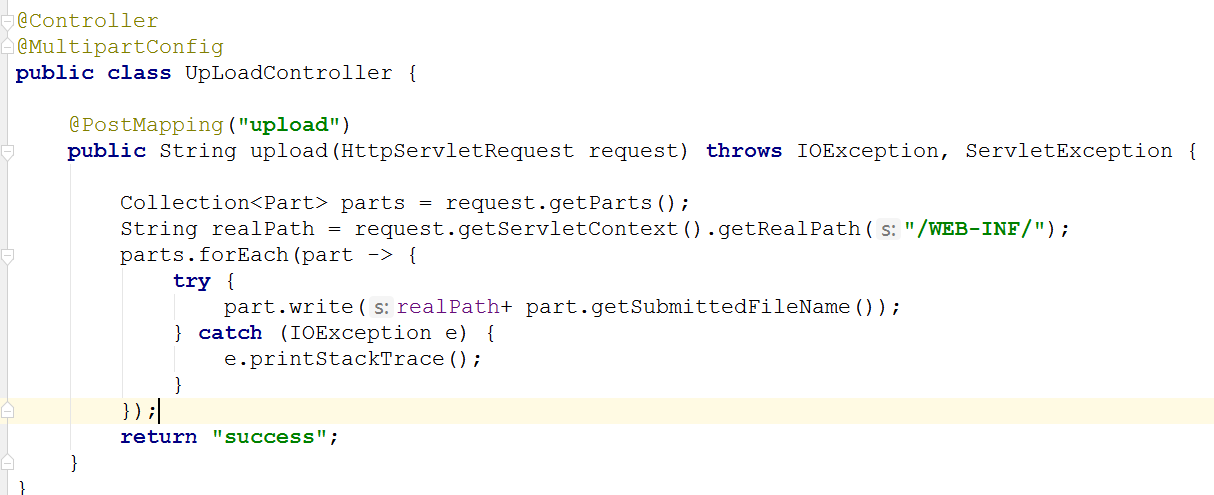 @Controller
@MultipartConfig
public class UpLoadController {
@PostMapping("upload")
public String upload(HttpServletRequest request) throws IOException, ServletException {
Collection<Part> parts = request.getParts();
String realPath = request.getServletContext().getRealPath( s: "/WEB-INF/");
parts.forEach(part -> {
try {
part.write( s: realPath+ part.getSubmittedFileName());
} catch (IOException e) {
e.printStackTrace();
}
});
return "success";
}
}